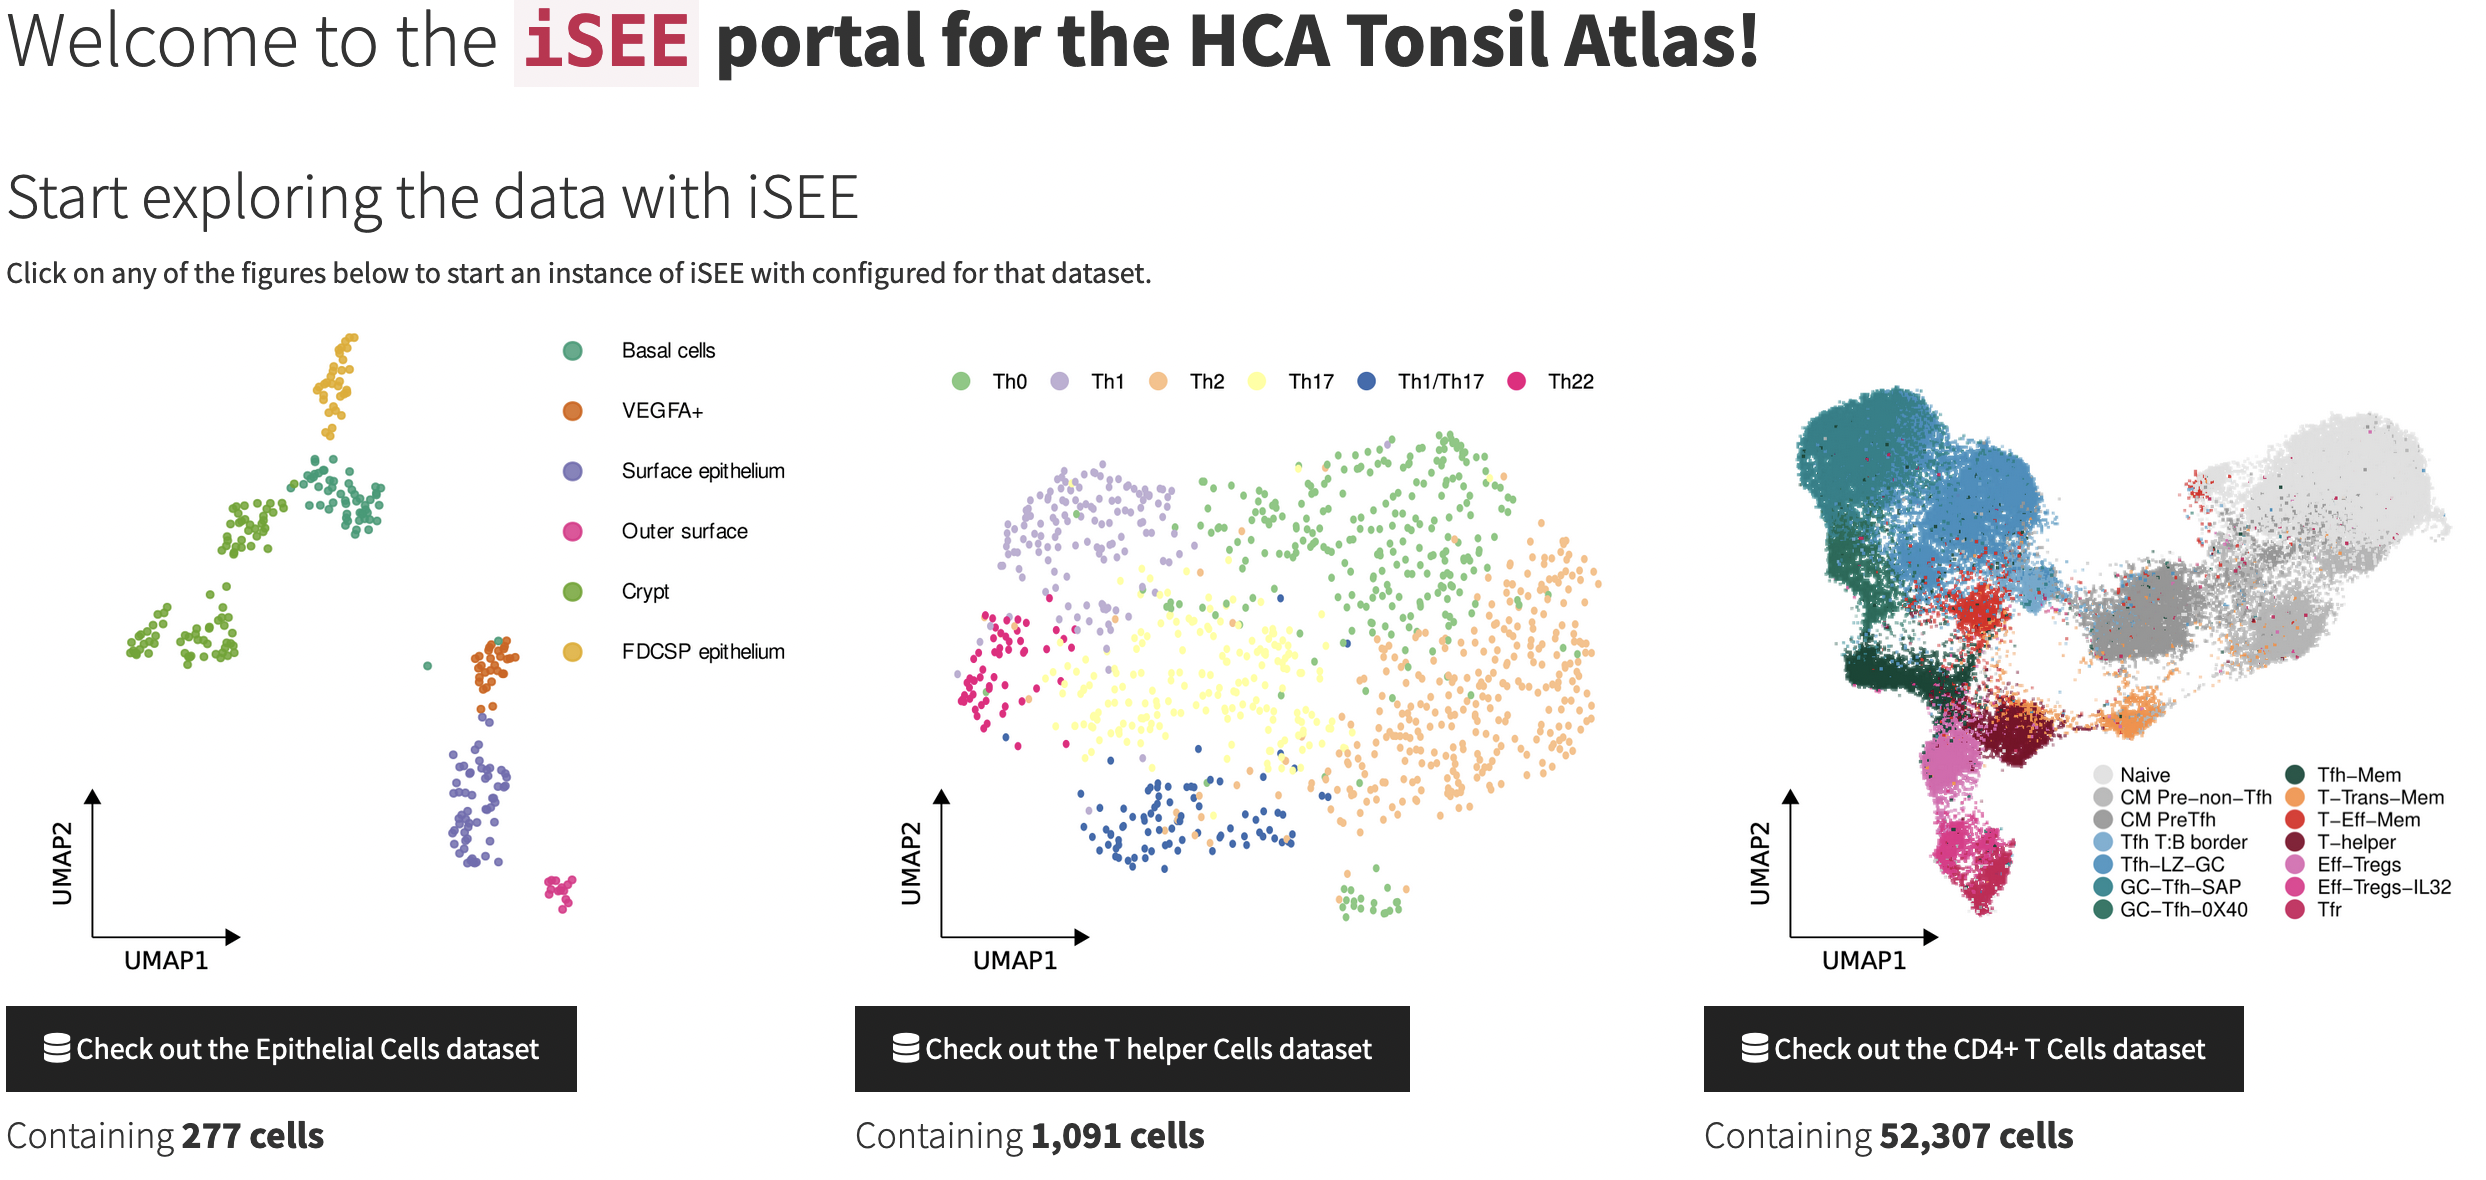 Welcome to the iSEE portal for the HCA Tonsil Atlas!
Start exploring the data with iSEE
Click on any of the figures below to start an instance of iSEE with configured for that dataset.
Basal cells
VEGFA+
Surface epithelium
Outer surface
Crypt
FDCSP epithelium
UMAP2
UMAP1
Check out the Epithelial Cells dataset
Containing 277 cells
Th0 Th1 Th2 Th17 Th1/Th17 Th22
UMAP2
UMAP1
Check out the T helper Cells dataset
Containing 1,091 cells
Naive
CM Pre−non−Tfh
CM PreTfh
Tfh T:B border
Tfh−LZ−GC
GC−Tfh−SAP
GC−Tfh−0X40
Tfh−Mem
T−Trans−Mem
T−Eff−Mem
T−helper
Eff−Tregs
Eff−Tregs−IL32
Tfr
UMAP2
UMAP1
Check out the CD4+ T Cells dataset
Containing 52,307 cells